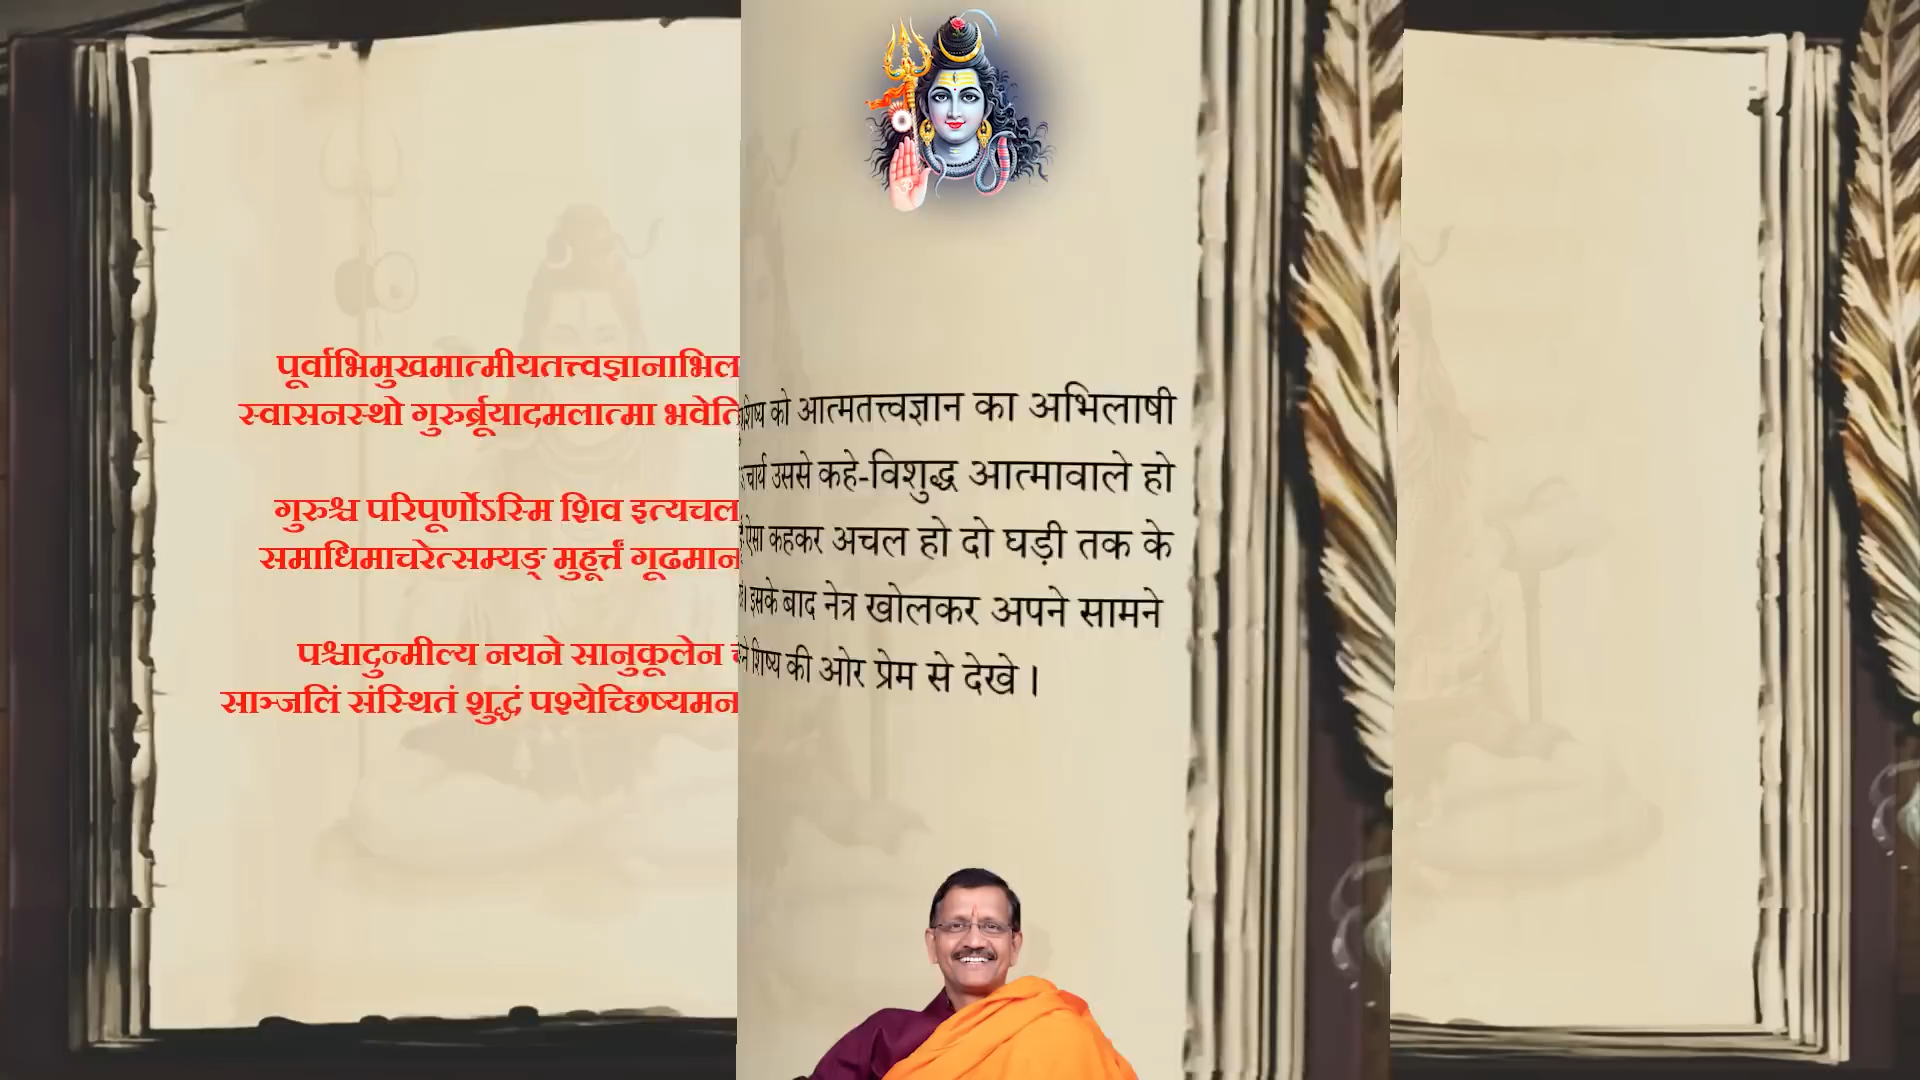 पूर्वाभिमुखमात्मीयतत्त्वज्ञानाभिल
स्वासनस्थो गुरुर्ब्रूयादमलात्मा भवेति
गुरुश्च परिपूर्णोऽस्मि शिव इत्यचल
समाधिमाचरेत्सम्यङ् मुहूर्त्तं गूढमान
पश्चादुन्मील्य नयने सानुकूलेन
साञ्जलिं संस्थितं शुद्धं पश्येच्छिष्यमन
को आत्मतत्त्वज्ञान का अभिलाषी
उससे कहे-विशुद्ध आत्मावाले हो
ऐसा कहकर अचल हो दो घड़ी तक के
इसके बाद नेत्र खोलकर अपने सामने
शिष्य की ओर प्रेम से देखे ।